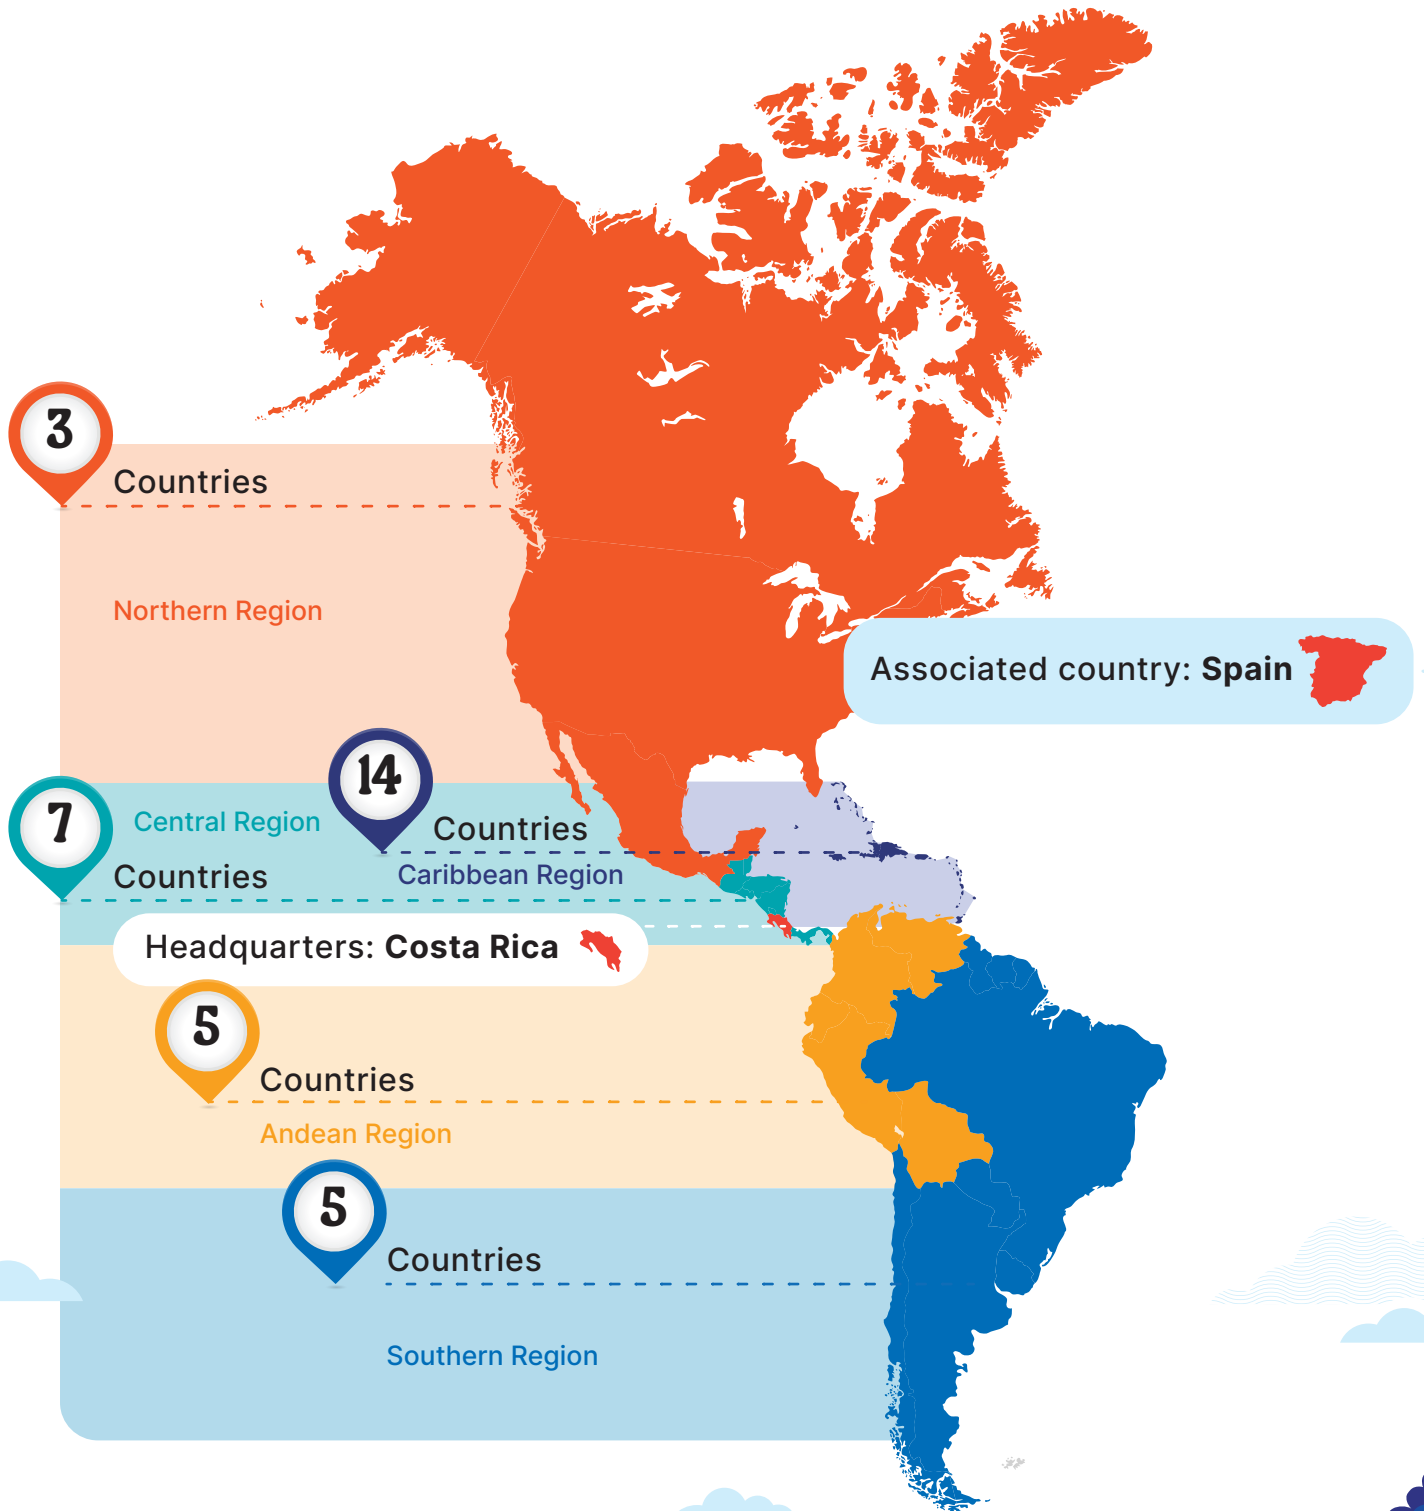 3
Countries
Northern Region
Associated country: Spain
14
Countries
Caribbean Region
7
Central Region
Countries
Headquarters: Costa Rica
5
Countries
Andean Region
5
Countries
Southern Region